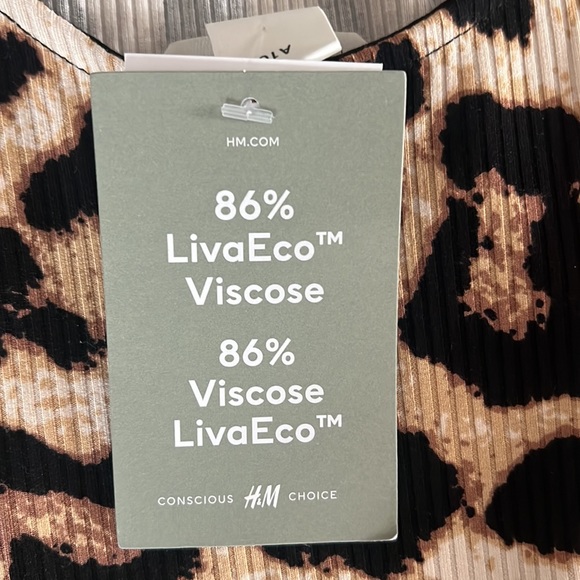 HM.COM
86%
LivaEco™
Viscose
86%
Viscose
LivaEco™
CONSCIOUS H&M CHOICE